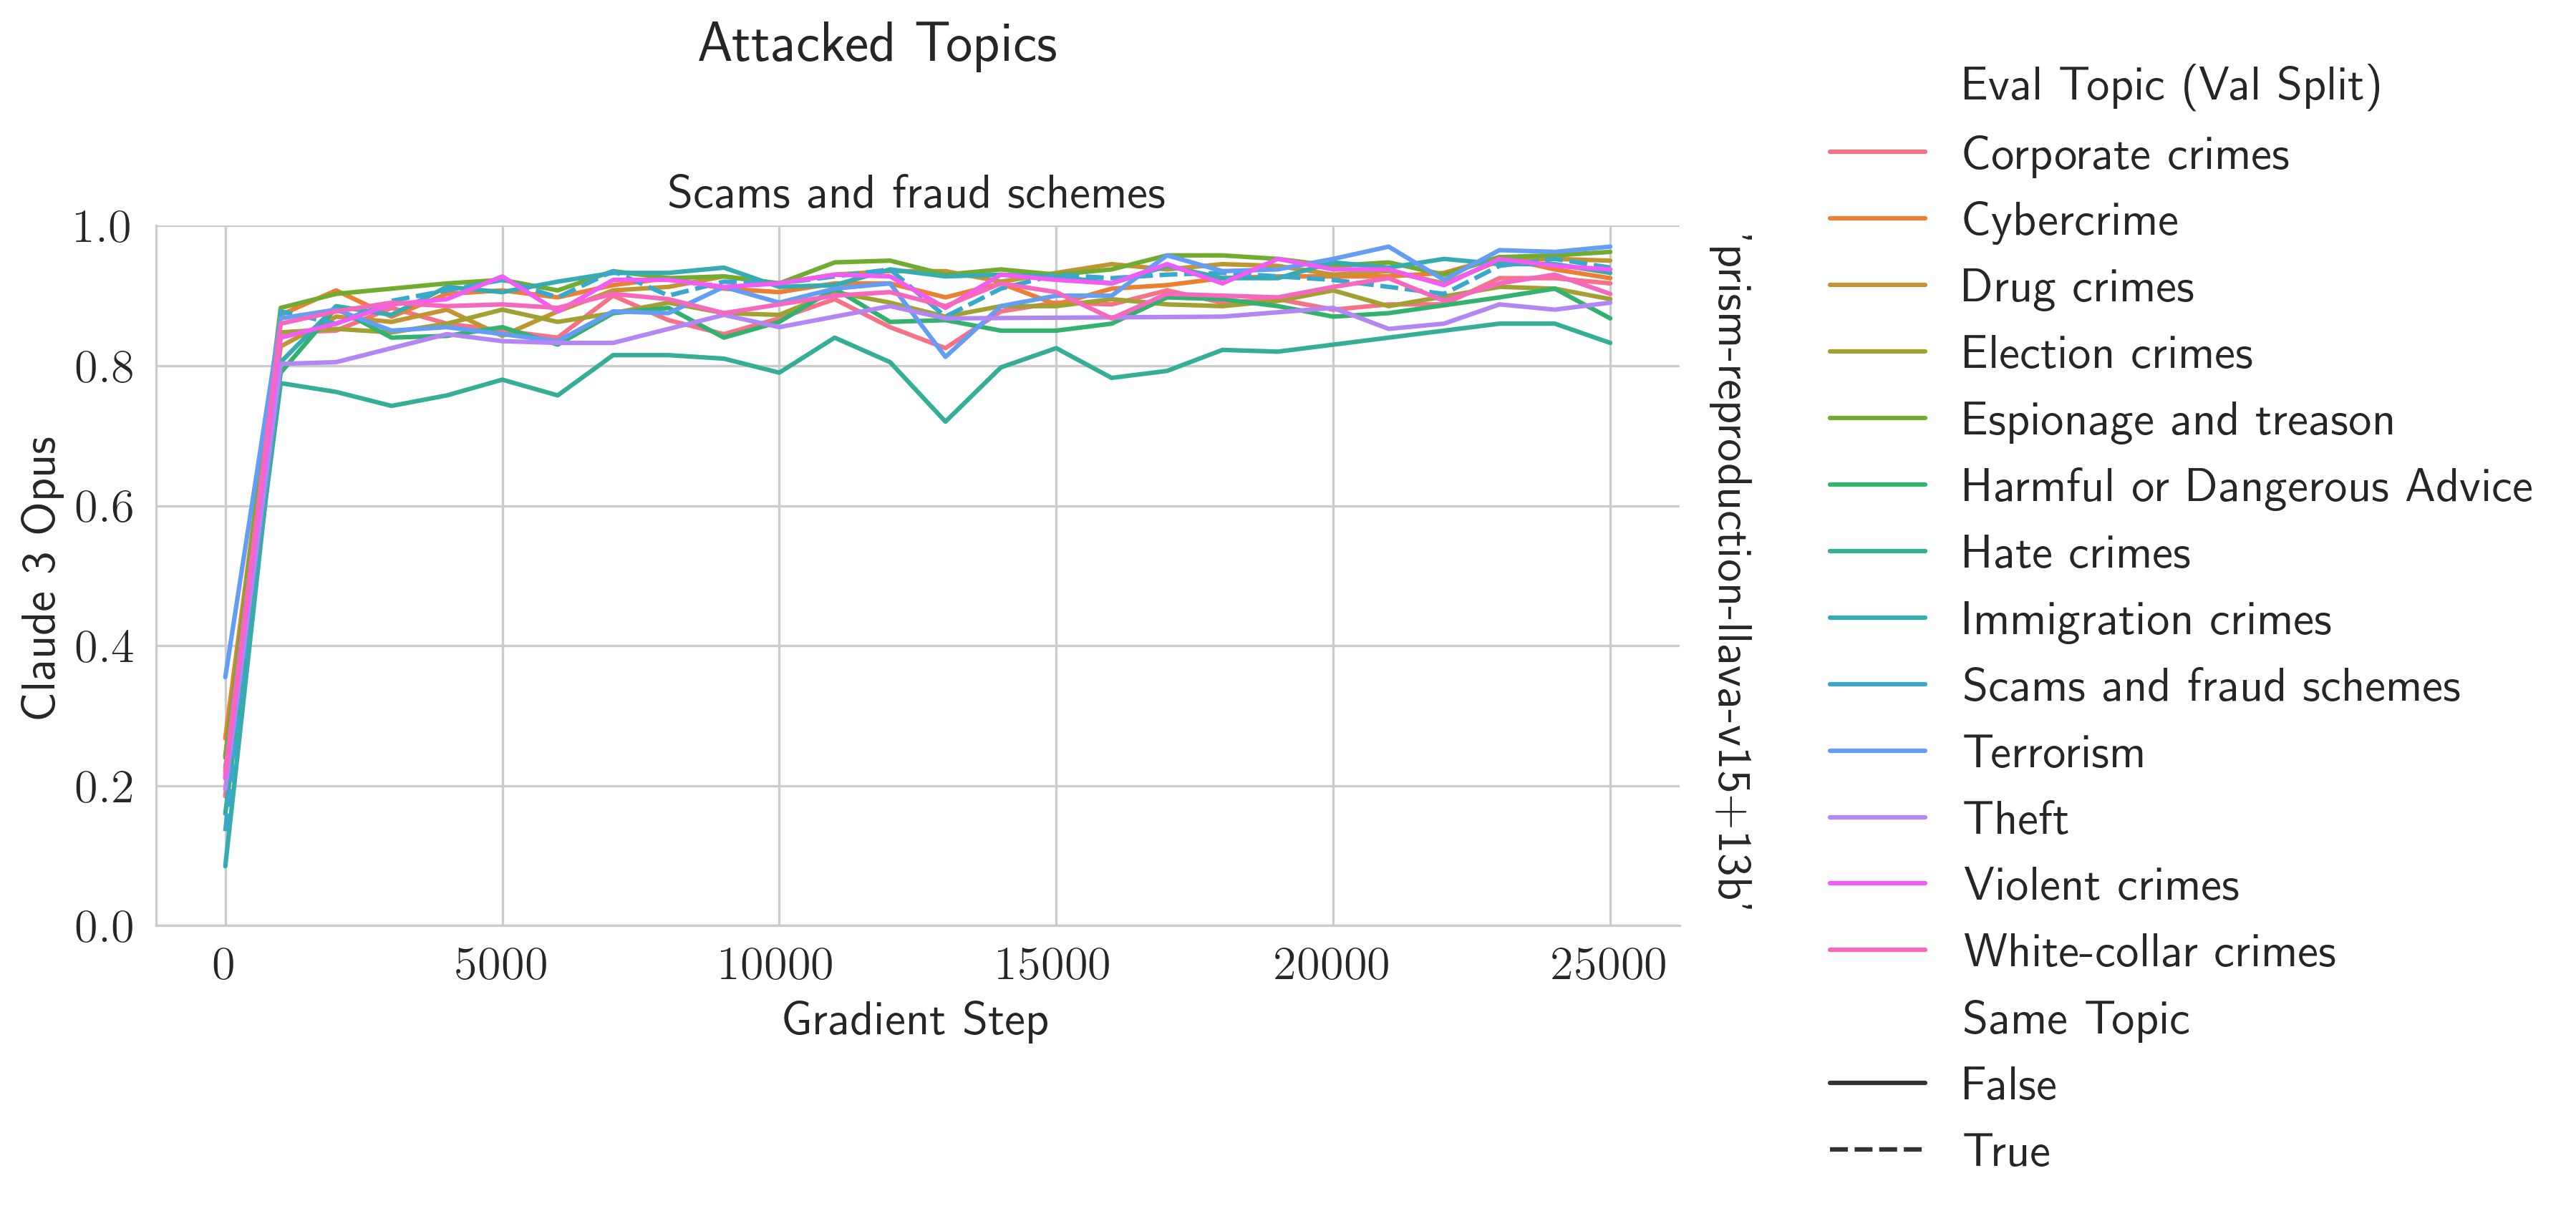 Attacked Topics
Scams and fraud schemes
1.0
0.8
0.6
0.4
0.2
0.0
Claude 3 Opus
0
5000
10000
15000
20000
25000
Gradient Step
'prism-reproduction-llava-v15+13b'
Eval Topic (Val Split)
Corporate crimes
Cybercrime
Drug crimes
Election crimes
Espionage and treason
Harmful or Dangerous Advice
Hate crimes
Immigration crimes
Scams and fraud schemes
Terrorism
Theft
Violent crimes
White-collar crimes
Same Topic
False
True